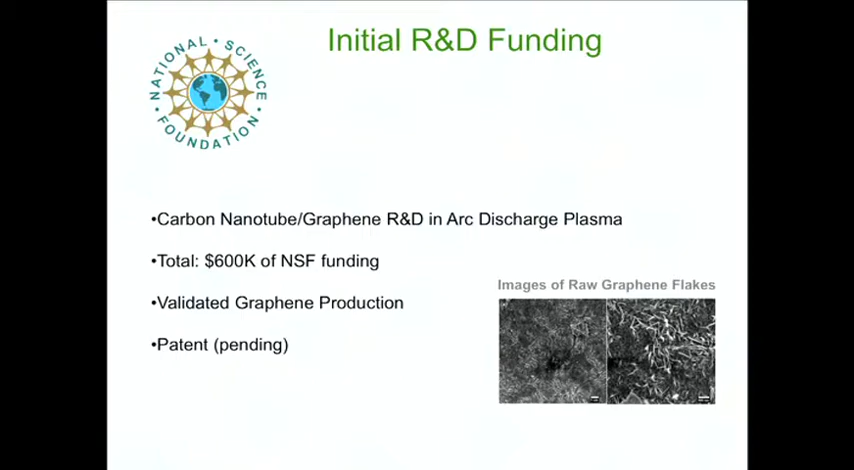 Initial R&D Funding
NATIONAL • SCIENCE • FOUNDATION •
•Carbon Nanotube/Graphene R&D in Arc Discharge Plasma
•Total: $600K of NSF funding
•Validated Graphene Production
•Patent (pending)
Images of Raw Graphene Flakes